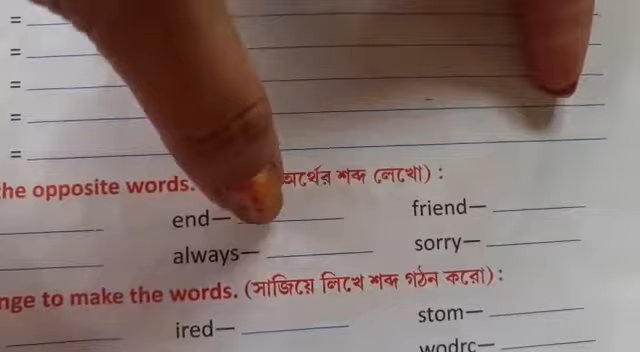 =
=
=
=
=
he opposite words. র্থের শব্দ লেখো) :
end— friend—
always— sorry—
nge to make the words. (সাজিয়ে লিখে শব্দ গঠন করো) :
ired— stom—
wodrc—